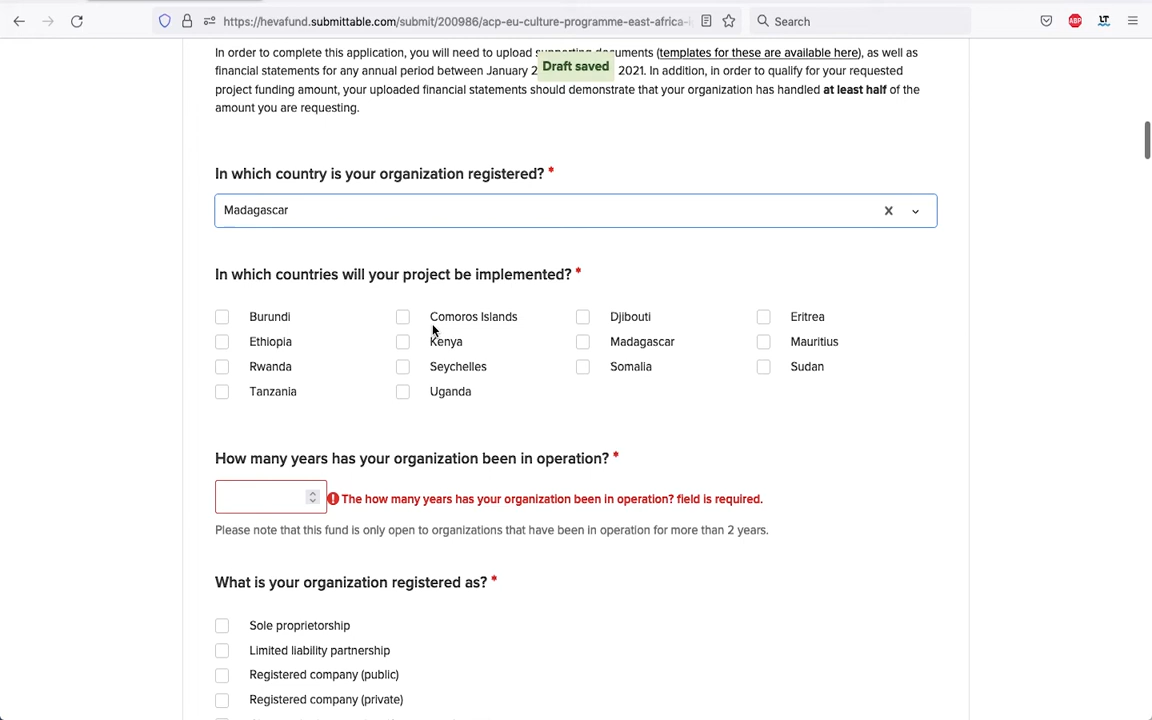 https://hevafund.submittable.com/submit/200986/acp-eu-culture-programme-east-africa-
Search
ABP
LT
In order to complete this application, you will need to upload supporting documents (templates for these are available here), as well as
financial statements for any annual period between January 2 2021. In addition, in order to qualify for your requested
Draft saved
project funding amount, your uploaded financial statements should demonstrate that your organization has handled at least half of the
amount you are requesting.
In which country is your organization registered? *
Madagascar
In which countries will your project be implemented? *
Burundi Comoros Islands Djibouti Eritrea
Ethiopia Kenya Madagascar Mauritius
Rwanda Seychelles Somalia Sudan
Tanzania Uganda
How many years has your organization been in operation? *
The how many years has your organization been in operation? field is required.
Please note that this fund is only open to organizations that have been in operation for more than 2 years.
What is your organization registered as? *
Sole proprietorship
Limited liability partnership
Registered company (public)
Registered company (private)